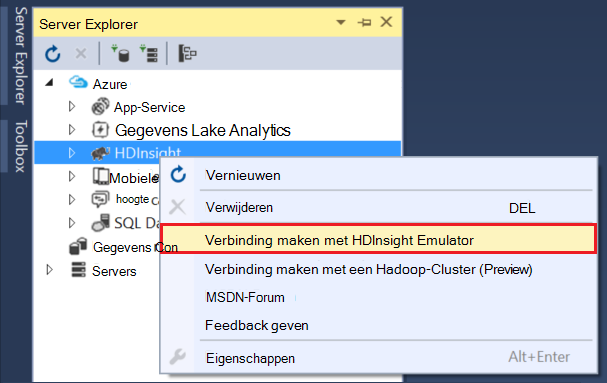 Server Explorer
Toolbox
Server Explorer
Azure
App-Service
Gegevens Lake Analytics
HDInsight
Mobiele
hoogte
SQL Da
Gegevens Con
Servers
Vernieuwen
Verwijderen DEL
Verbinding maken met HDInsight Emulator
Verbinding maken met een Hadoop-Cluster (Preview)
MSDN-Forum
Feedback geven
Eigenschappen Alt+Enter